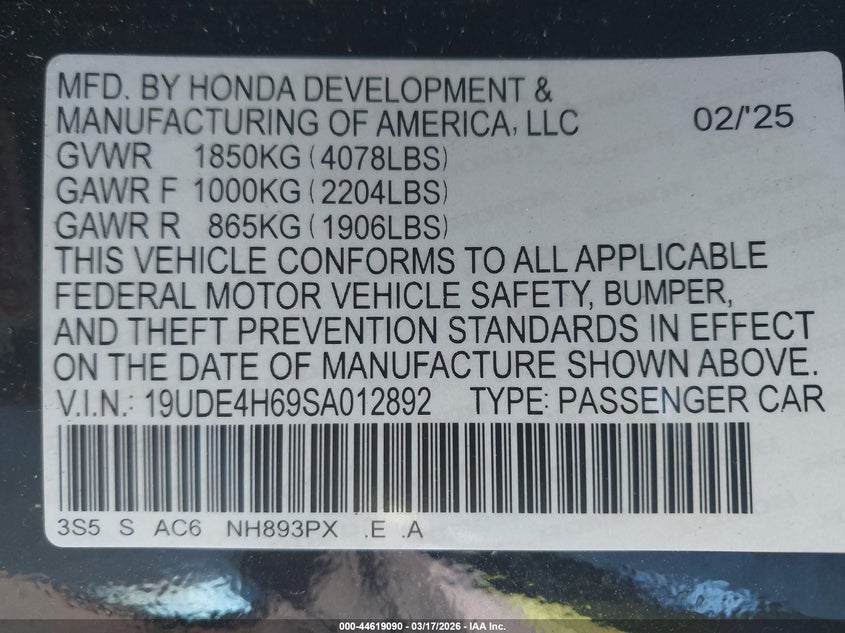 MFD. BY HONDA DEVELOPMENT &
MANUFACTURING OF AMERICA, LLC 02/'25
GVWR 1850KG (4078LBS)
GAWR F 1000KG (2204LBS)
GAWR R 865KG (1906LBS)
THIS VEHICLE CONFORMS TO ALL APPLICABLE
FEDERAL MOTOR VEHICLE SAFETY, BUMPER,
AND THEFT PREVENTION STANDARDS IN EFFECT
ON THE DATE OF MANUFACTURE SHOWN ABOVE.
V.I.N.: 19UDE4H69SA012892 TYPE: PASSENGER CAR
3S5 S AC6 NH893PX .E .A
000-44619090 - 03/17/2026 - IAA Inc.